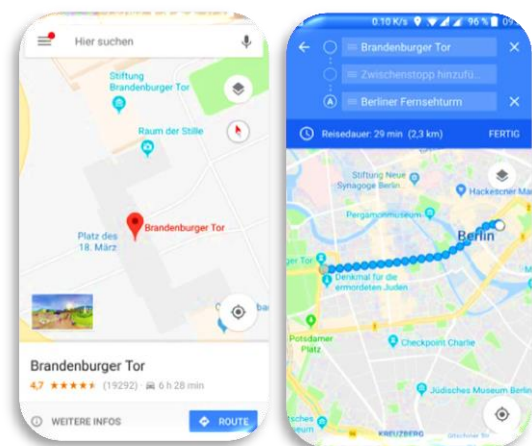 Hier suchen
Stiftung
Brandenburger Tor
Raum der Stille
Brandenburger Tor
Platz des
18. März
Brandenburger Tor
4,7 (19292) · 6 h 28 min
WEITERE INFOS
ROUTE
0.10 K/s 96 %
Brandenburger Tor
Zwischenstopp hinzufü...
A Berliner Fernsehturm
Reisedauer: 29 min (2,3 km) FERTIG
Stiftung Neue
Synagoge Berlin
Hackescher
Pergamonmuseum
Berlin
Tor
Denkmal für die
ermordeten Juden
Potsdamer
Platz
Checkpoint Charlie
Jüdisches Museum Berlin
KREUZBERG